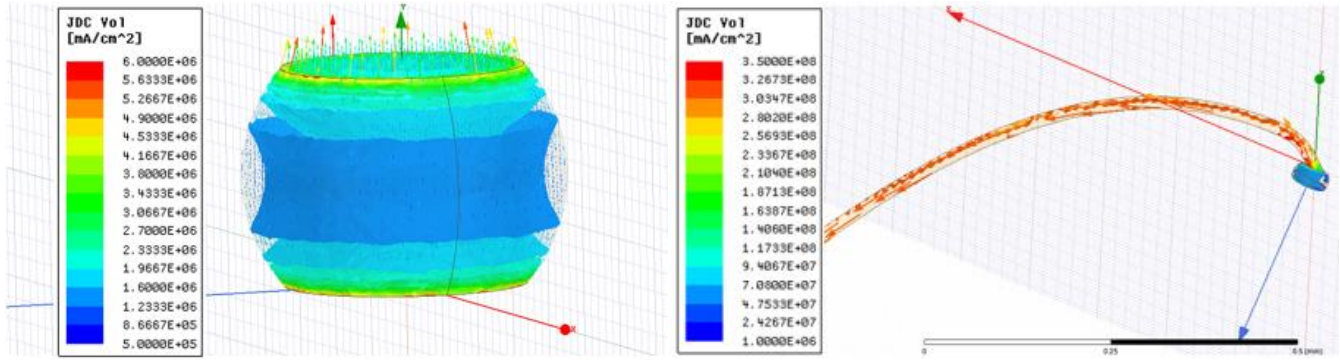 JDC Vol
[mA/cm^2]
6.0000E+06
5.6333E+06
5.2667E+06
4.9000E+06
4.5333E+06
4.1667E+06
3.8000E+06
3.4333E+06
3.0667E+06
2.7000E+06
2.3333E+06
1.9667E+06
1.6000E+06
1.2333E+06
8.6667E+05
5.0000E+05
Y
X
JDC Vol
[mA/cm^2]
3.5000E+08
3.2673E+08
3.0347E+08
2.8020E+08
2.5693E+08
2.3367E+08
2.1040E+08
1.8713E+08
1.6387E+08
1.4060E+08
1.1733E+08
9.4067E+07
7.0800E+07
4.7533E+07
2.4267E+07
1.0000E+06
0
0.25
0.5 (mm)